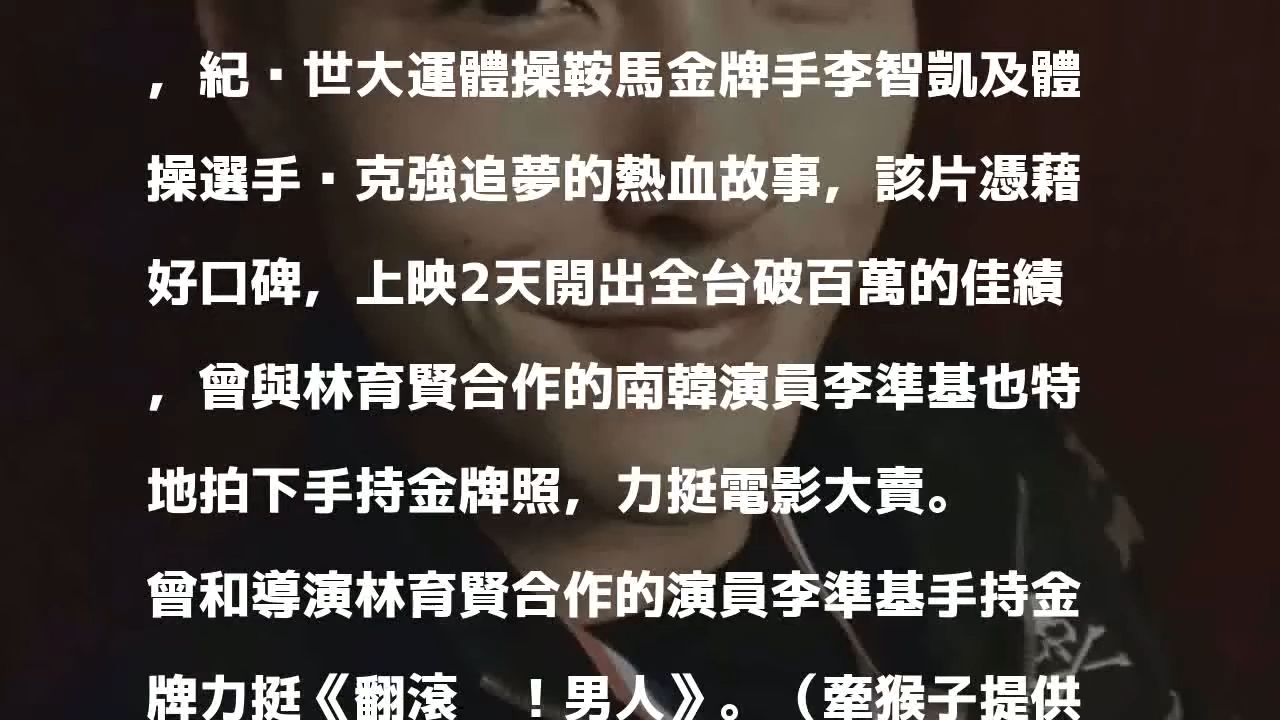 ，紀·世大運體操鞍馬金牌手李智凱及體
操選手·克強追夢的熱血故事，該片憑藉
好口碑，上映2天開出全台破百萬的佳績
，曾與林育賢合作的南韓演員李準基也特
地拍下手持金牌照，力挺電影大賣。
曾和導演林育賢合作的演員李準基手持金
牌力挺《翻滾　！男人》。（牽猴子提供